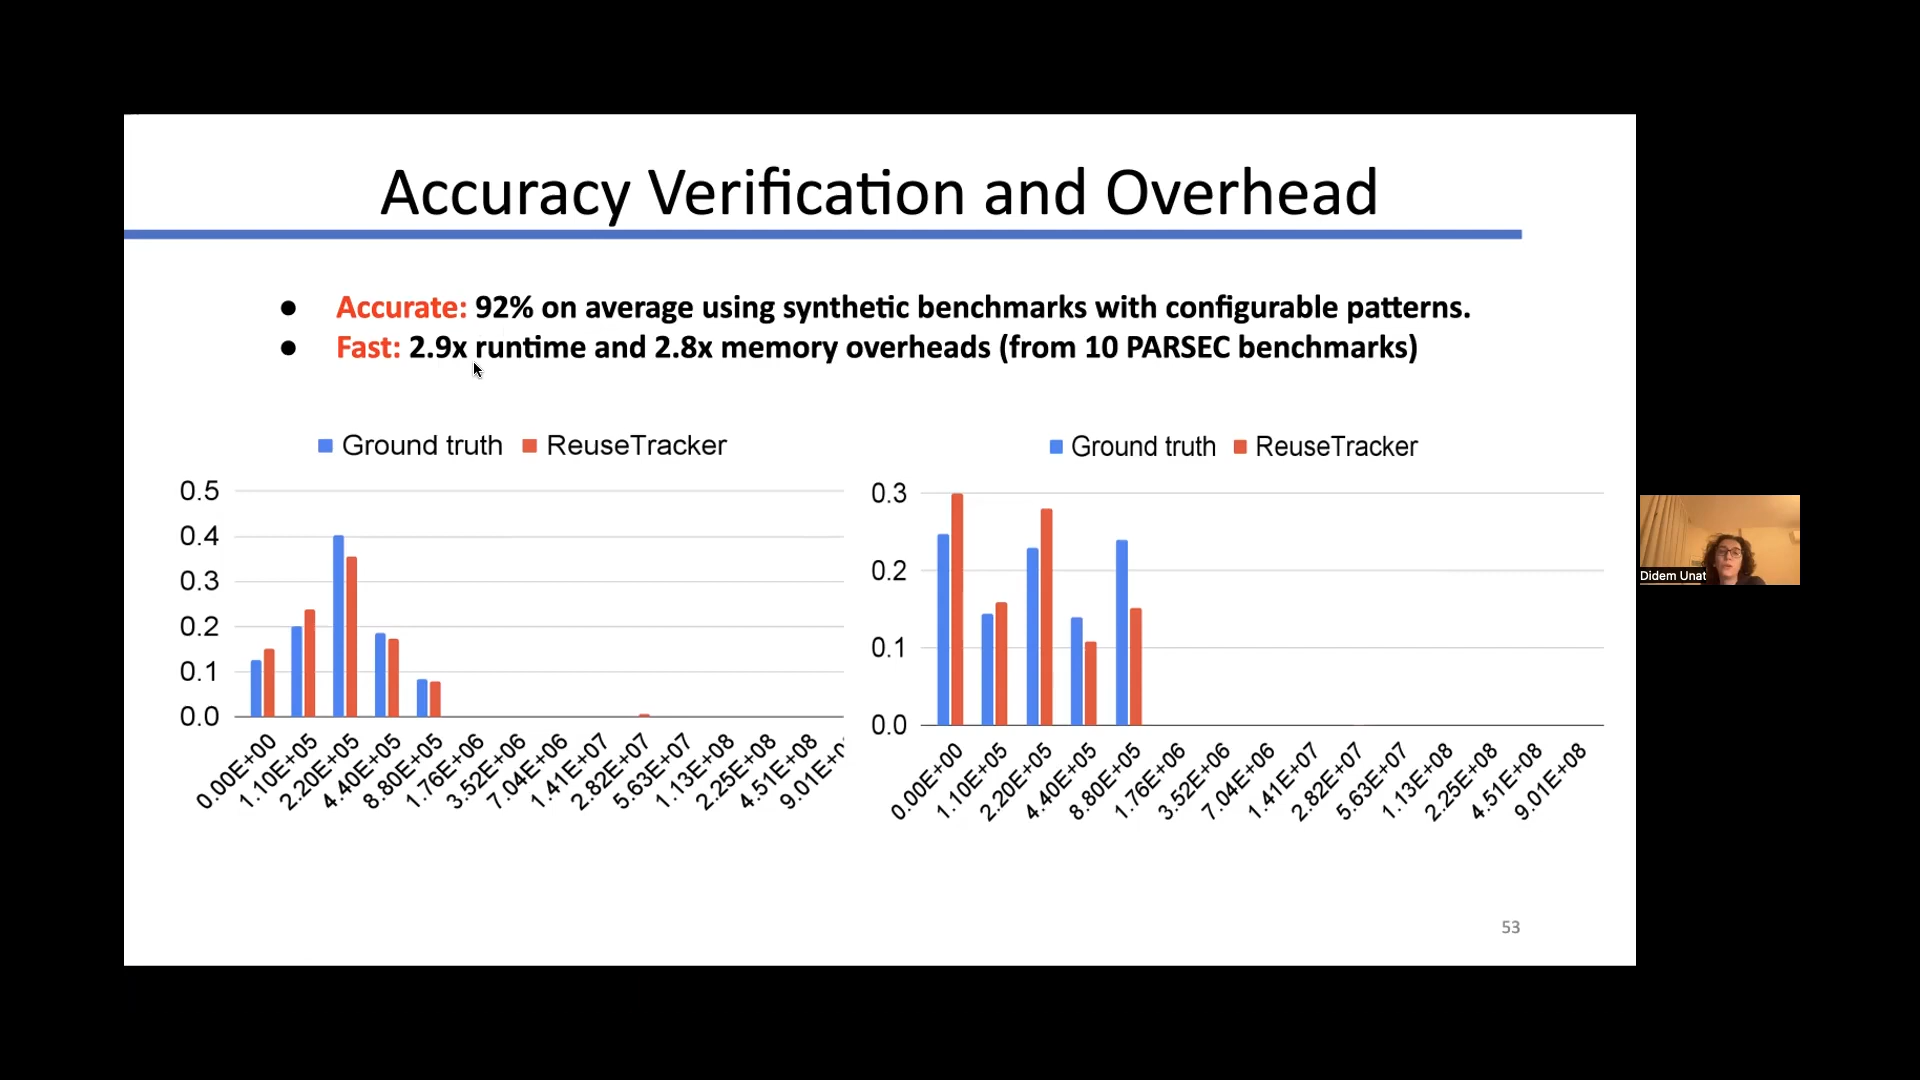 Accuracy Verification and Overhead
● Accurate: 92% on average using synthetic benchmarks with configurable patterns.
● Fast: 2.9x runtime and 2.8x memory overheads (from 10 PARSEC benchmarks)
Ground truth ReuseTracker
0.5
0.4
0.3
0.2
0.1
0.0
0.00E+00
1.10E+05
2.20E+05
4.40E+05
8.80E+05
1.76E+06
3.52E+06
7.04E+06
1.41E+07
2.82E+07
5.63E+07
1.13E+08
2.25E+08
4.51E+08
9.01E+0
Ground truth ReuseTracker
0.3
0.2
0.1
0.0
0.00E+00
1.10E+05
2.20E+05
4.40E+05
8.80E+05
1.76E+06
3.52E+06
7.04E+06
1.41E+07
2.82E+07
5.63E+07
1.13E+08
2.25E+08
4.51E+08
9.01E+08
53
Didem Unat